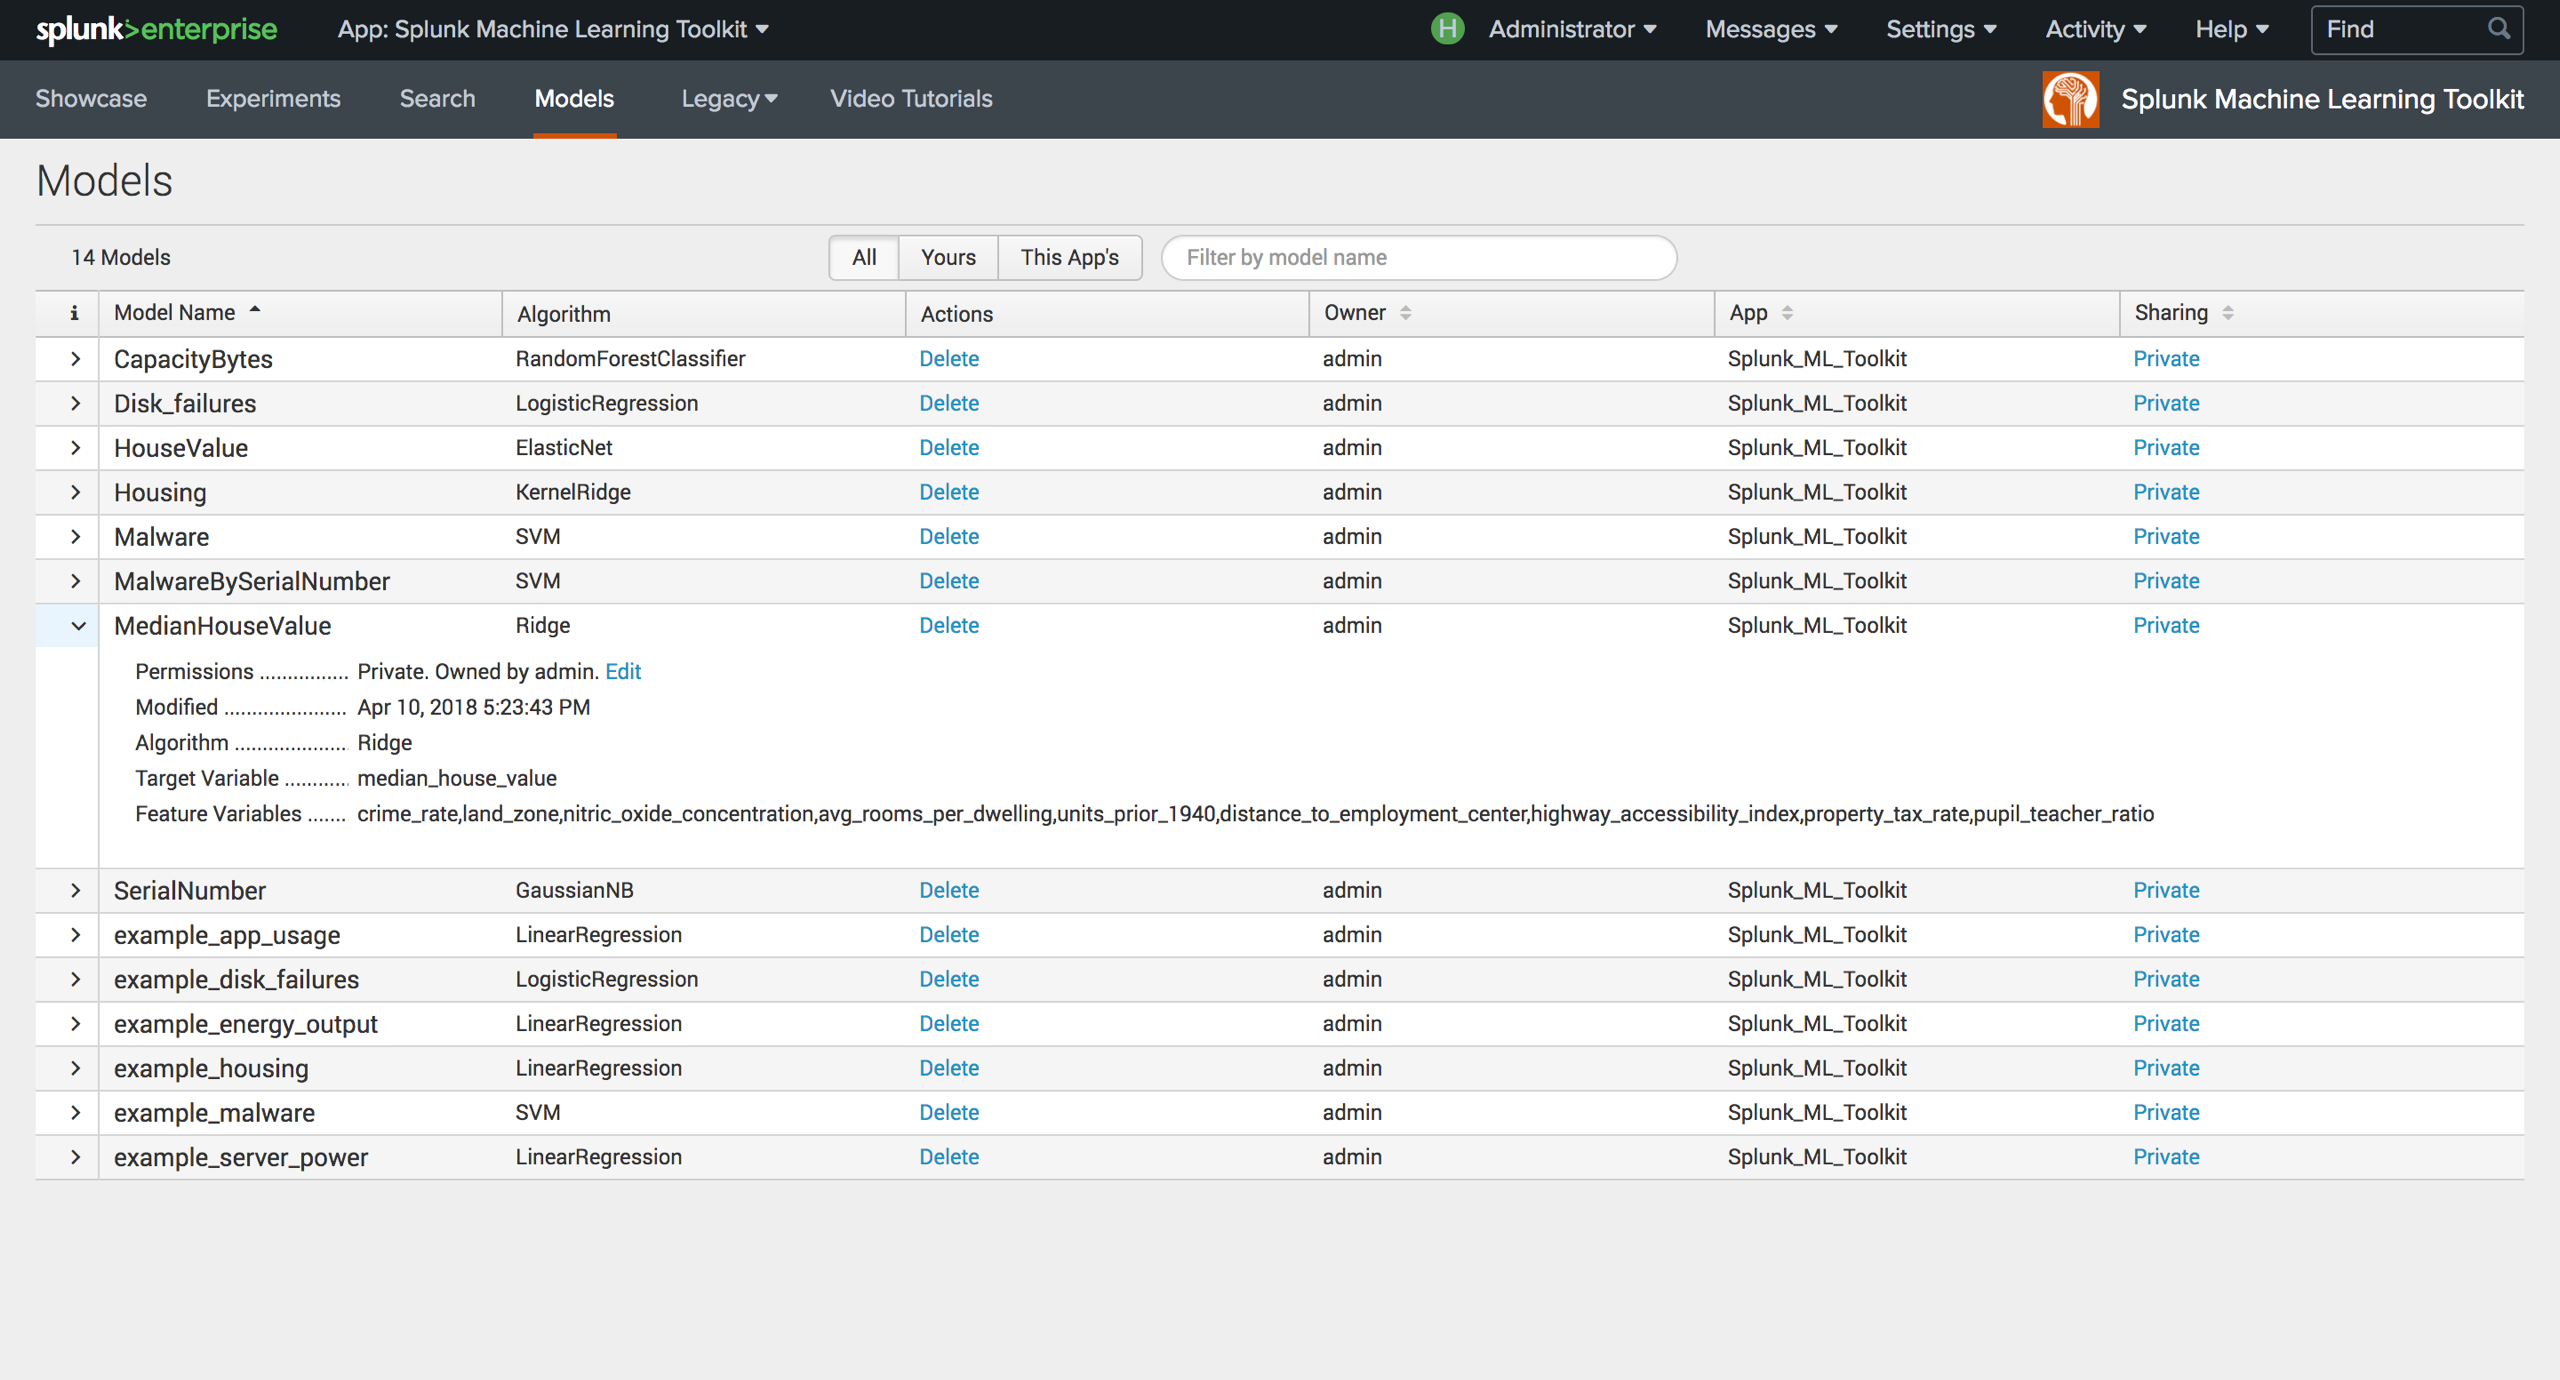 splunk>enterprise App: Splunk Machine Learning Toolkit H Administrator Messages Settings Activity Help Find
Showcase Experiments Search Models Legacy Video Tutorials Splunk Machine Learning Toolkit
Models
14 Models All Yours This App's Filter by model name
i Model Name Algorithm Actions Owner App Sharing
CapacityBytes RandomForestClassifier Delete admin Splunk_ML_Toolkit Private
Disk_failures LogisticRegression Delete admin Splunk_ML_Toolkit Private
HouseValue ElasticNet Delete admin Splunk_ML_Toolkit Private
Housing KernelRidge Delete admin Splunk_ML_Toolkit Private
Malware SVM Delete admin Splunk_ML_Toolkit Private
MalwareBySerialNumber SVM Delete admin Splunk_ML_Toolkit Private
MedianHouseValue Ridge Delete admin Splunk_ML_Toolkit Private
Permissions ................ Private. Owned by admin. Edit
Modified ...................... Apr 10, 2018 5:23:43 PM
Algorithm .................... Ridge
Target Variable ............ median_house_value
Feature Variables ....... crime_rate,land_zone,nitric_oxide_concentration,avg_rooms_per_dwelling,units_prior_1940,distance_to_employment_center,highway_accessibility_index,property_tax_rate,pupil_teacher_ratio
SerialNumber GaussianNB Delete admin Splunk_ML_Toolkit Private
example_app_usage LinearRegression Delete admin Splunk_ML_Toolkit Private
example_disk_failures LogisticRegression Delete admin Splunk_ML_Toolkit Private
example_energy_output LinearRegression Delete admin Splunk_ML_Toolkit Private
example_housing LinearRegression Delete admin Splunk_ML_Toolkit Private
example_malware SVM Delete admin Splunk_ML_Toolkit Private
example_server_power LinearRegression Delete admin Splunk_ML_Toolkit Private